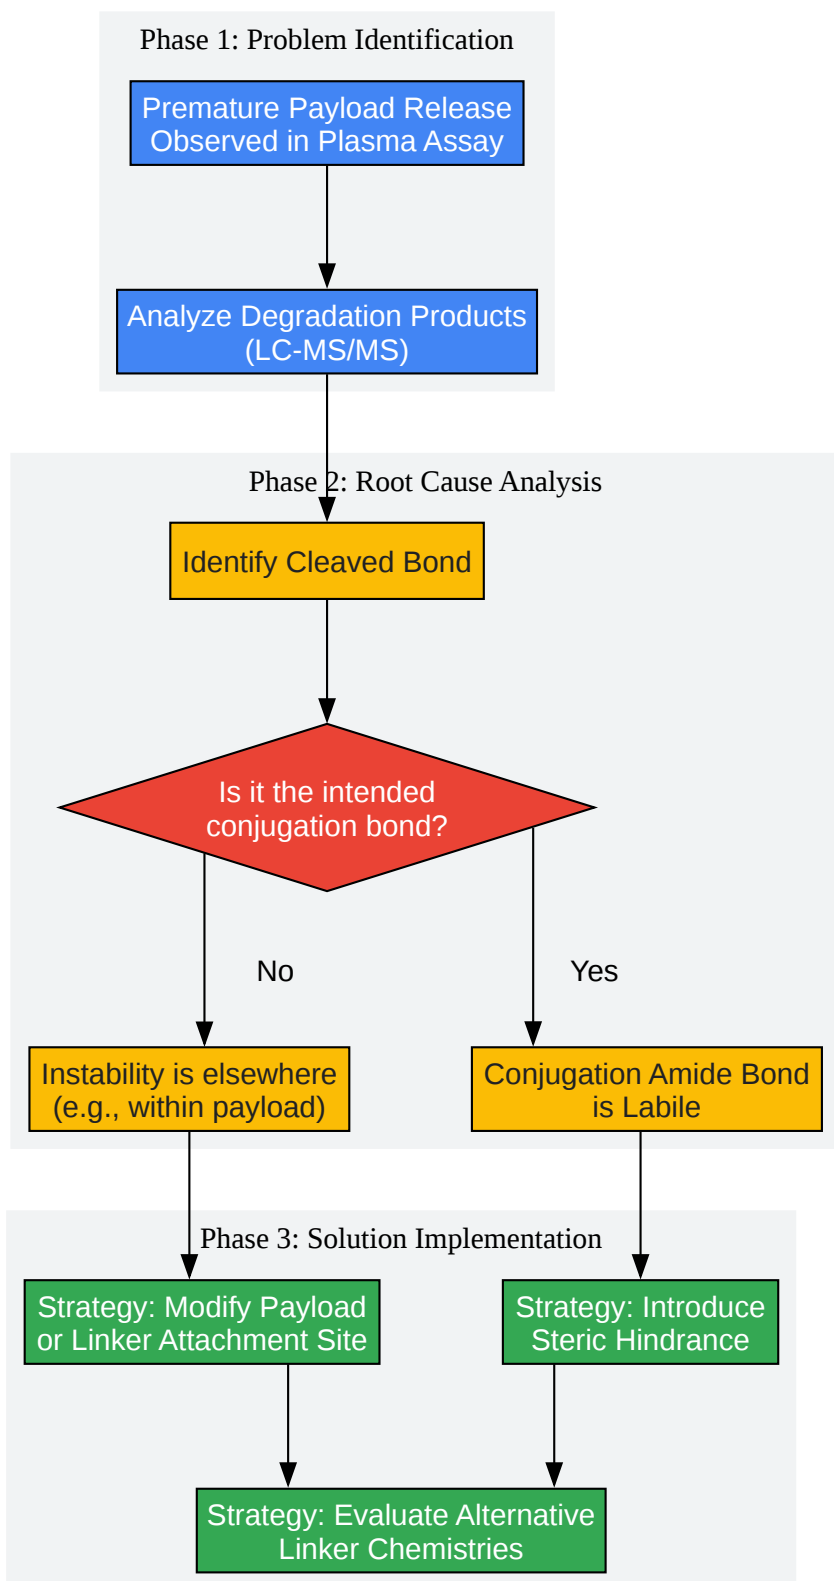 Phase 1: Problem Identification
Premature Payload Release
Observed in Plasma Assay
Analyze Degradation Products
(LC-MS/MS)
Phase 2: Root Cause Analysis
Identify Cleaved Bond
Is it the intended
conjugation bond?
No
Yes
Instability is elsewhere
(e.g., within payload)
Conjugation Amide Bond
is Labile
Phase 3: Solution Implementation
Strategy: Modify Payload
or Linker Attachment Site
Strategy: Introduce
Steric Hindrance
Strategy: Evaluate Alternative
Linker Chemistries